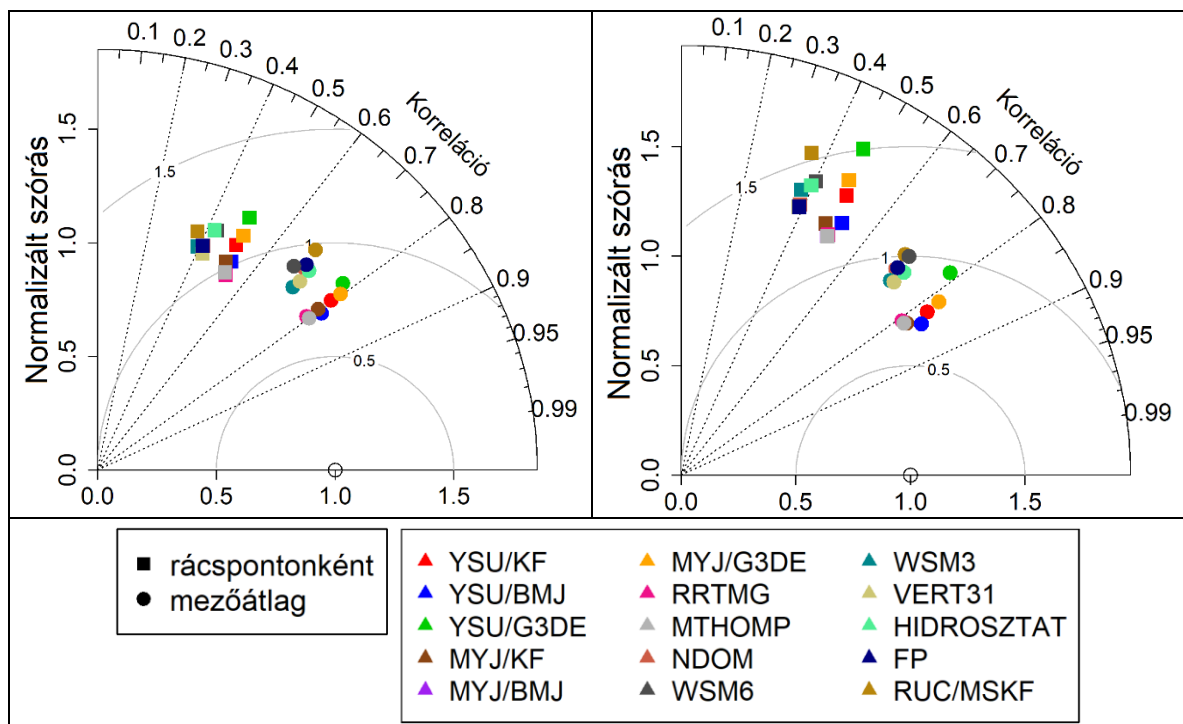 0.1 0.2 0.3 0.4 0.5 0.6 0.7 0.8 0.9 0.95 0.99
Korreláció
Normalizált szórás
0.0 0.5 1.0 1.5
1.5 1 0.5
0.0 0.5 1.0 1.5
0.1 0.2 0.3 0.4 0.5 0.6 0.7 0.8 0.9 0.95 0.99
Korreláció
Normalizált szórás
0.0 0.5 1.0 1.5
1.5 1 0.5
0.0 0.5 1.0 1.5
rácspontonként
mezőátlag
YSU/KF
YSU/BMJ
YSU/G3DE
MYJ/KF
MYJ/BMJ
MYJ/G3DE
RRTMG
MTHOMP
NDOM
WSM6
WSM3
VERT31
HIDROSZTAT
FP
RUC/MSKF